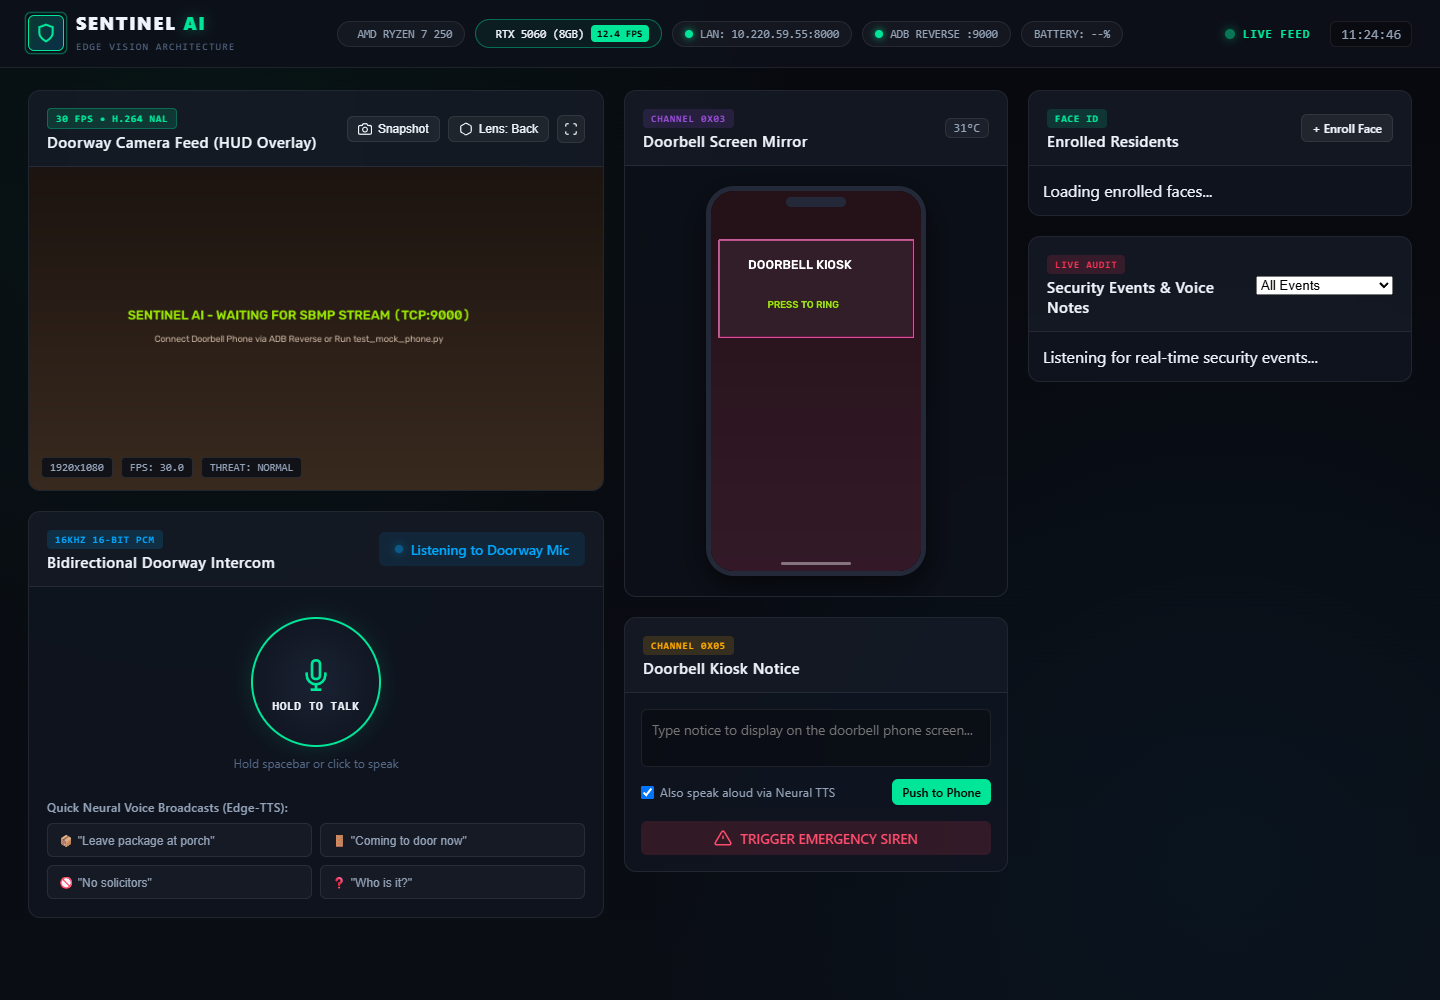 SENTINEL AI
EDGE VISION ARCHITECTURE
AMD RYZEN 7 250
RTX 5060 (8GB) 12.4 FPS
LAN: 10.220.59.55:8000
ADB REVERSE :9000
BATTERY: --%
LIVE FEED
11:24:46
30 FPS • H.264 NAL
Doorway Camera Feed (HUD Overlay)
Snapshot
Lens: Back
SENTINEL AI - WAITING FOR SBMP STREAM (TCP:9000)
Connect Doorbell Phone via ADB Reverse or Run test_mock_phone.py
1920x1080
FPS: 30.0
THREAT: NORMAL
16KHZ 16-BIT PCM
Bidirectional Doorway Intercom
Listening to Doorway Mic
HOLD TO TALK
Hold spacebar or click to speak
Quick Neural Voice Broadcasts (Edge-TTS):
"Leave package at porch"
"Coming to door now"
"No solicitors"
"Who is it?"
CHANNEL 0X03
Doorbell Screen Mirror
31°C
DOORBELL KIOSK
PRESS TO RING
CHANNEL 0X05
Doorbell Kiosk Notice
Type notice to display on the doorbell phone screen...
Also speak aloud via Neural TTS
Push to Phone
TRIGGER EMERGENCY SIREN
FACE ID
Enrolled Residents
+ Enroll Face
Loading enrolled faces...
LIVE AUDIT
Security Events & Voice
Notes
All Events
Listening for real-time security events...